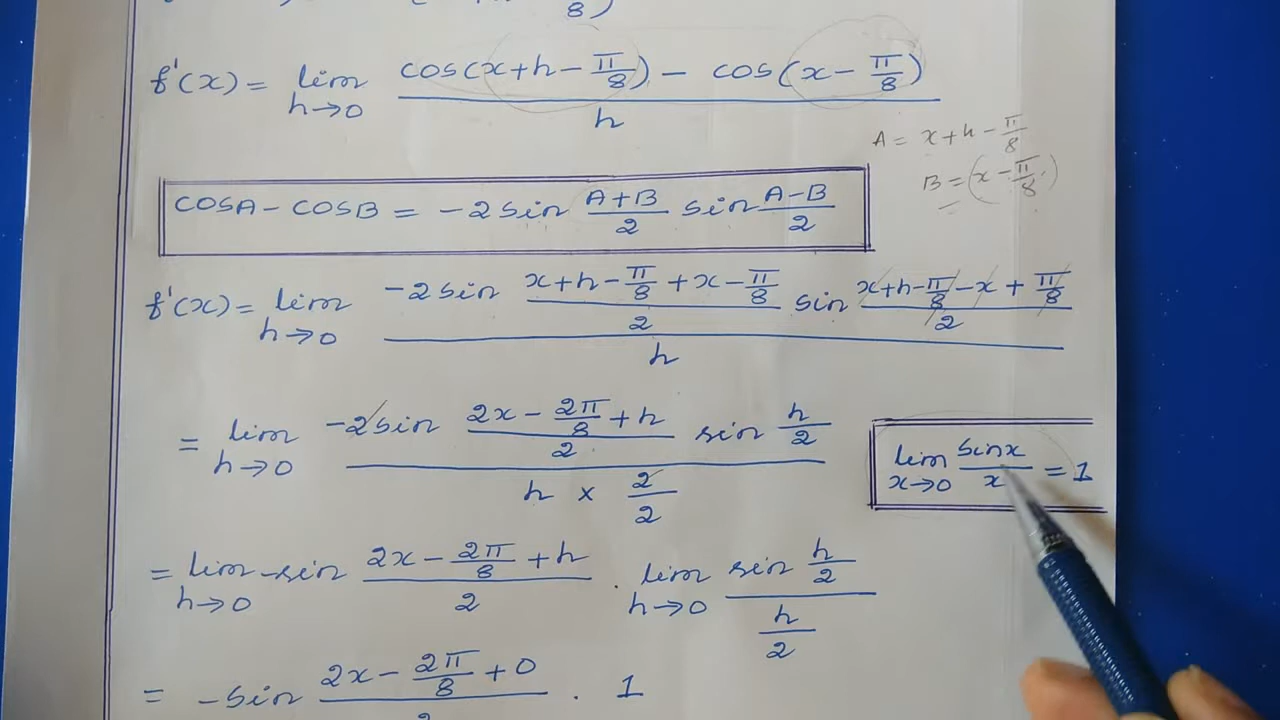 π/8)
f'(x) = lim h→0 (cos(x+h−π/8) − cos(x−π/8))/h
A = x+h−π/8
B = (x−π/8)
cosA−cosB = −2 sin (A+B)/2 sin (A−B)/2
f'(x) = lim h→0 (−2 sin (x+h−π/8+x−π/8)/2 sin (x+h−π/8−x+π/8)/2)/h
= lim h→0 (−2 sin (2x−2π/8+h)/2 sin h/2)/(h × 2/2)
lim x→0 sinx/x = 1
= lim h→0 −sin (2x−2π/8+h)/2 . lim h→0 (sin h/2)/(h/2)
= −sin (2x−2π/8+0)/2 . 1